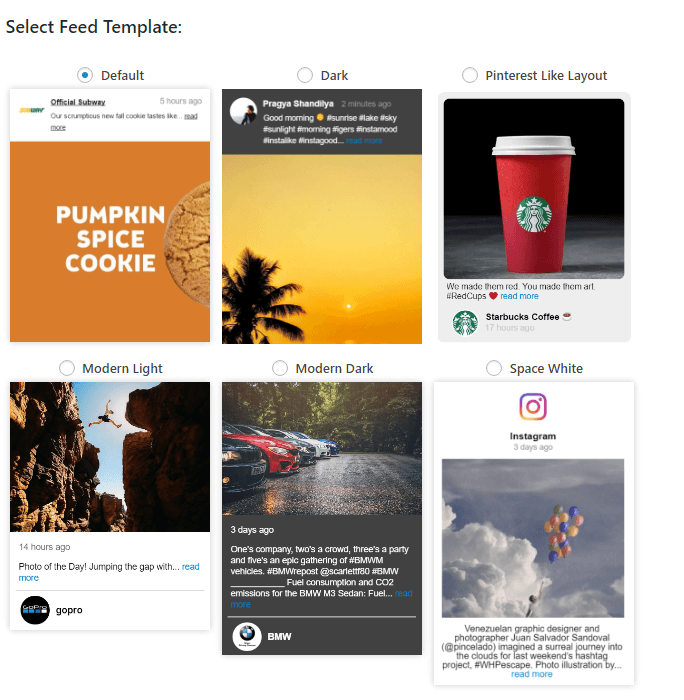 Select Feed Template:
Default
Dark
Pinterest Like Layout
SUBWAY
Official Subway
5 hours ago
Our scrumptious new fall cookie tastes like... read
more
PUMPKIN
SPICE
COOKIE
Pragya Shandilya 2 minutes ago
Good morning 🌞 #sunrise #lake #sky
#sunlight #morning #igers #instamood
#instalike #instagood... read more
We made them red. You made them art.
#RedCups ❤️ read more
Starbucks Coffee ☕
17 hours ago
Modern Light
Modern Dark
Space White
14 hours ago
Photo of the Day! Jumping the gap with... read
more
GoPro
gopro
3 days ago
One's company, two's a crowd, three's a party
and five's an epic gathering of #BMWM
vehicles. #BMWrepost @scarlettf80 #BMW
____________ Fuel consumption and CO2
emissions for the BMW M3 Sedan: Fuel... read
more
BMW
Instagram
3 days ago
Venezuelan graphic designer and
photographer Juan Salvador Sandoval
(@pincelado) imagined a surreal journey into
the clouds for last weekend's hashtag
project, #WHPescape. Photo illustration by...
read more